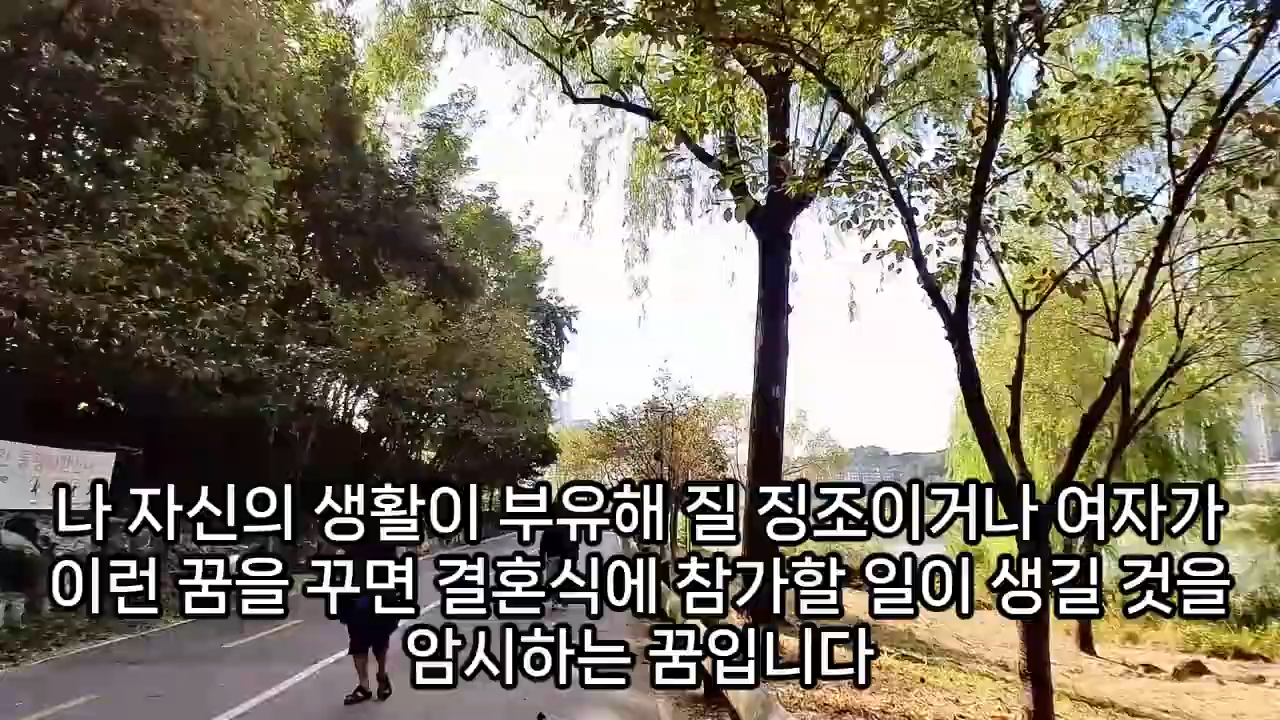 나 자신의 생활이 부유해 질 징조이거나 여자가
이런 꿈을 꾸면 결혼식에 참가할 일이 생길 것을
암시하는 꿈입니다